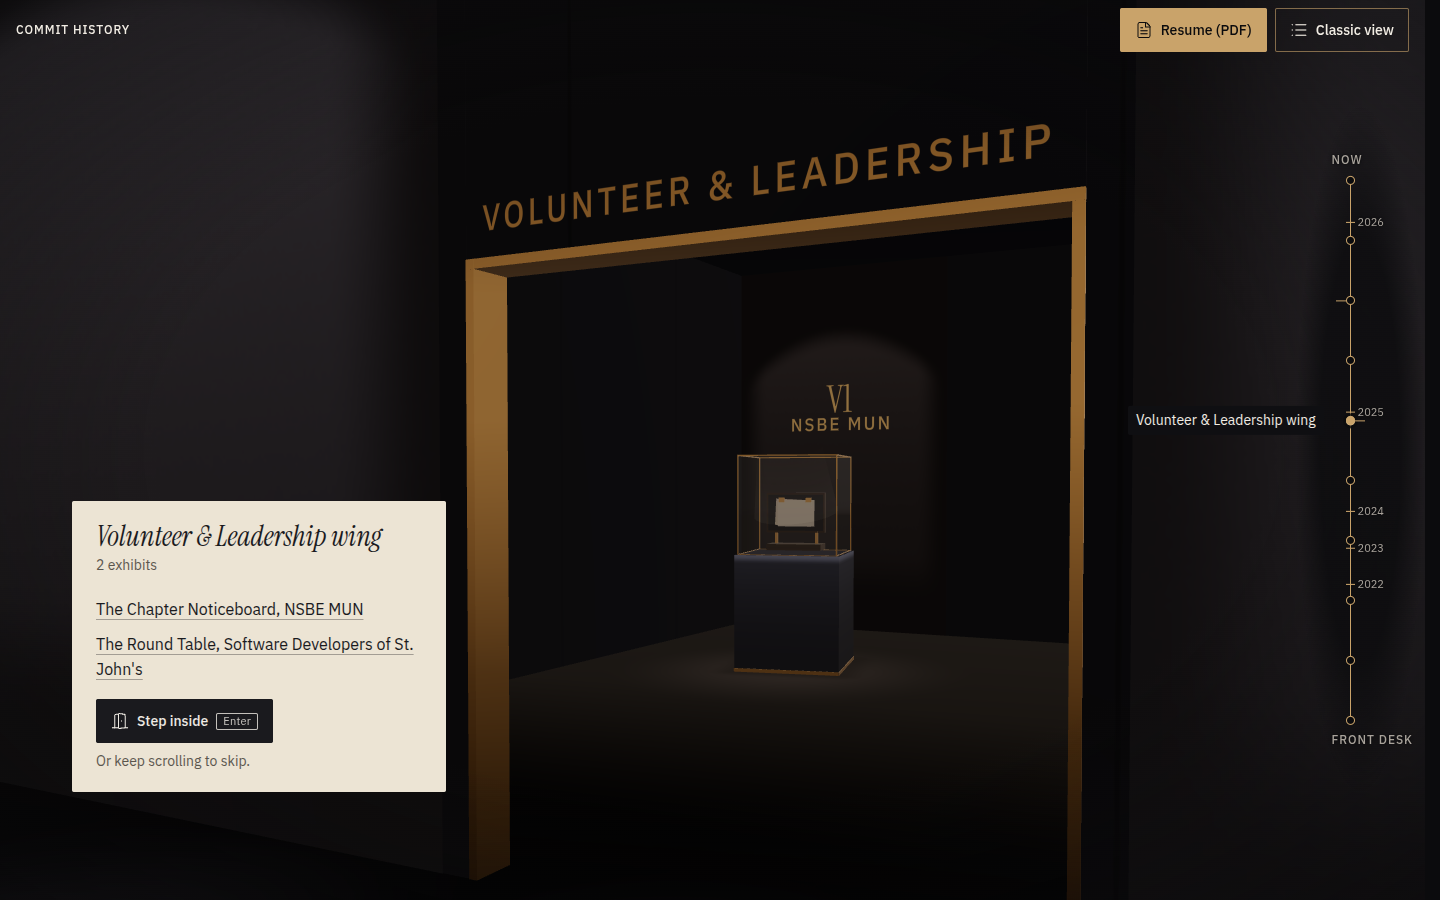 COMMIT HISTORY
Resume (PDF)
Classic view
VOLUNTEER & LEADERSHIP
NOW
2026
VI
NSBE MUN
2025
Volunteer & Leadership wing
2024
2023
2022
FRONT DESK
Volunteer & Leadership wing
2 exhibits
The Chapter Noticeboard, NSBE MUN
The Round Table, Software Developers of St.
John's
Step inside Enter
Or keep scrolling to skip.